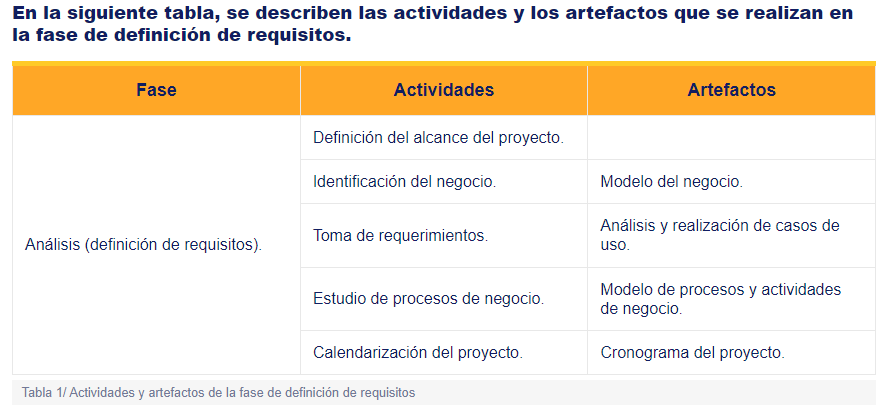 En la siguiente tabla, se describen las actividades y los artefactos que se realizan en
la fase de definición de requisitos.
Fase
Actividades
Artefactos
Análisis (definición de requisitos).
Definición del alcance del proyecto.
Identificación del negocio.
Modelo del negocio.
Toma de requerimientos.
Análisis y realización de casos de
uso.
Estudio de procesos de negocio.
Modelo de procesos y actividades
de negocio.
Calendarización del proyecto.
Cronograma del proyecto.
Tabla 1/ Actividades y artefactos de la fase de definición de requisitos